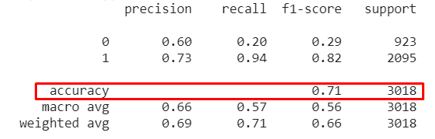 precision recall f1-score support
0 0.60 0.20 0.29 923
1 0.73 0.94 0.82 2095
accuracy 0.71 3018
macro avg 0.66 0.57 0.56 3018
weighted avg 0.69 0.71 0.66 3018